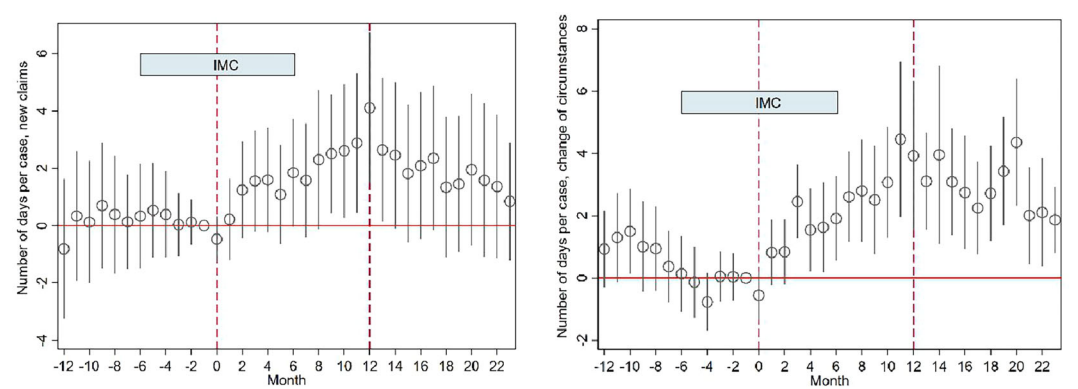 Number of days per case, new claims
6
4
2
0
-2
-4
IMC
-12 -10 -8 -6 -4 -2 0 2 4 6 8 10 12 14 16 18 20 22
Month
Number of days per case, change of circumstances
8
6
4
2
0
-2
IMC
-12 -10 -8 -6 -4 -2 0 2 4 6 8 10 12 14 16 18 20 22
Month